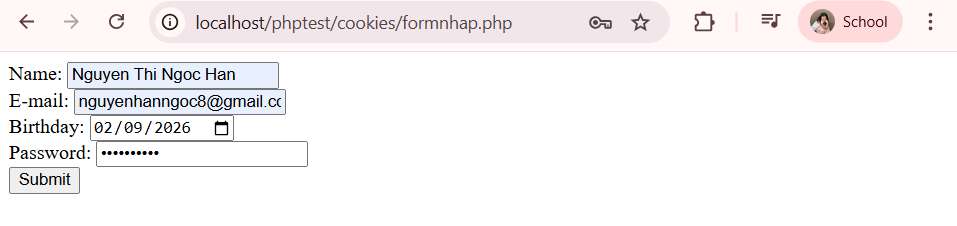 localhost/phptest/cookies/formnhap.php School
Name: Nguyen Thi Ngoc Han
E-mail: nguyenhanngoc8@gmail.cc
Birthday: 02/09/2026
Password: ••••••••••
Submit